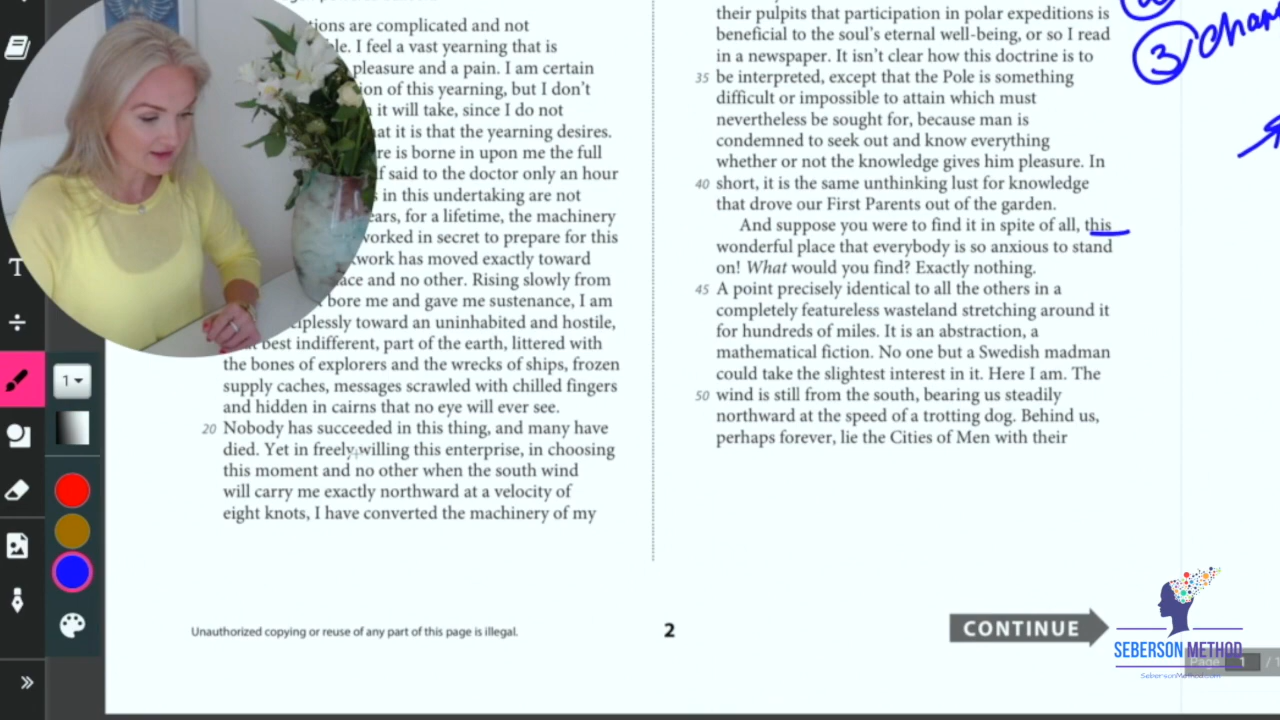 ions are complicated and not
le. I feel a vast yearning that is
pleasure and a pain. I am certain
ion of this yearning, but I don't
it will take, since I do not
at it is that the yearning desires.
re is borne in upon me the full
lf said to the doctor only an hour
in this undertaking are not
ears, for a lifetime, the machinery
worked in secret to prepare for this
work has moved exactly toward
ace and no other. Rising slowly from
bore me and gave me sustenance, I am
iplessly toward an uninhabited and hostile,
best indifferent, part of the earth, littered with
the bones of explorers and the wrecks of ships, frozen
supply caches, messages scrawled with chilled fingers
and hidden in cairns that no eye will ever see.
20 Nobody has succeeded in this thing, and many have
died. Yet in freely willing this enterprise, in choosing
this moment and no other when the south wind
will carry me exactly northward at a velocity of
eight knots, I have converted the machinery of my
their pulpits that participation in polar expeditions is
beneficial to the soul's eternal well-being, or so I read
in a newspaper. It isn't clear how this doctrine is to
35 be interpreted, except that the Pole is something
difficult or impossible to attain which must
nevertheless be sought for, because man is
condemned to seek out and know everything
whether or not the knowledge gives him pleasure. In
40 short, it is the same unthinking lust for knowledge
that drove our First Parents out of the garden.
And suppose you were to find it in spite of all, this
wonderful place that everybody is so anxious to stand
on! What would you find? Exactly nothing.
45 A point precisely identical to all the others in a
completely featureless wasteland stretching around it
for hundreds of miles. It is an abstraction, a
mathematical fiction. No one but a Swedish madman
could take the slightest interest in it. Here I am. The
50 wind is still from the south, bearing us steadily
northward at the speed of a trotting dog. Behind us,
perhaps forever, lie the Cities of Men with their
3
Unauthorized copying or reuse of any part of this page is illegal.
2
CONTINUE
SEBERSON METHOD
SebersonMethod.com
Page 1 / 1
T
1